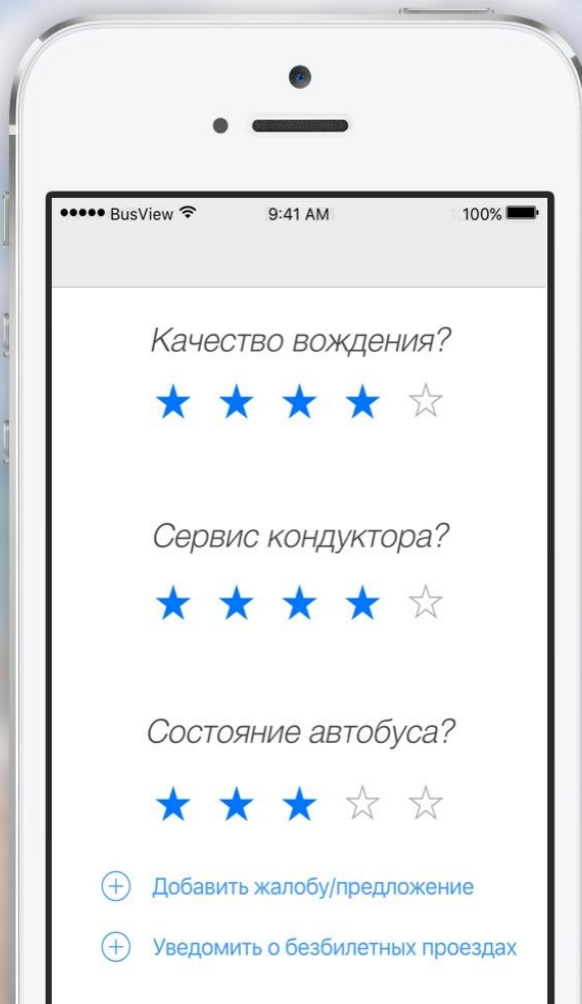 BusView 9:41 AM 100%
Качество вождения?
Сервис кондуктора?
Состояние автобуса?
Добавить жалобу/предложение
Уведомить о безбилетных проездах